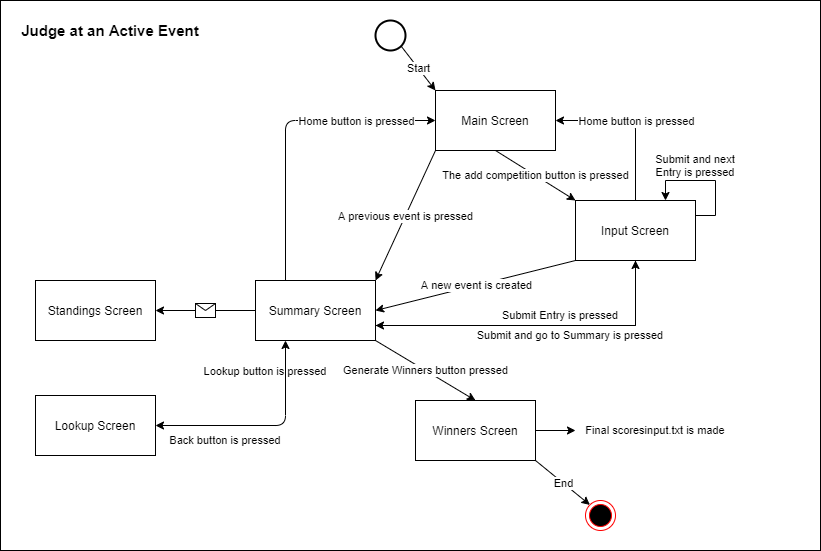 Judge at an Active Event
Start
Home button is pressed
Main Screen
Home button is pressed
Submit and next
Entry is pressed
The add competition button is pressed
A previous event is pressed
Input Screen
A new event is created
Standings Screen
Summary Screen
Submit Entry is pressed
Submit and go to Summary is pressed
Lookup button is pressed
Generate Winners button pressed
Lookup Screen
Winners Screen
Final scoresinput.txt is made
Back button is pressed
End